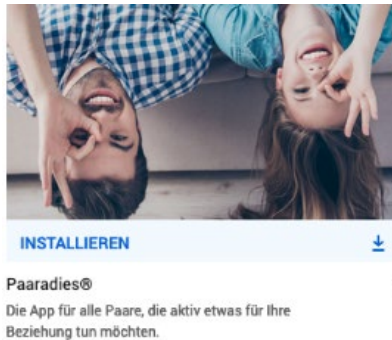 INSTALLIEREN
Paaradies®
Die App für alle Paare, die aktiv etwas für Ihre
Beziehung tun möchten.